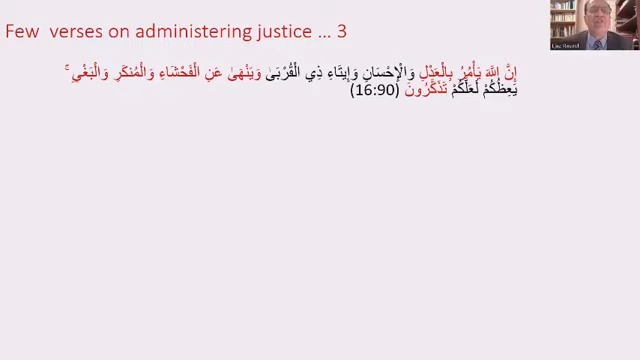 Few verses on administering justice ... 3
إِنَّ اللَّهَ يَأْمُرُ بِالْعَدْلِ وَالْإِحْسَانِ وَإِيتَاءِ ذِي الْقُرْبَىٰ وَيَنْهَىٰ عَنِ الْفَحْشَاءِ وَالْمُنكَرِ وَالْبَغْيِ ۚ
يَعِظُكُمْ لَعَلَّكُمْ تَذَكَّرُونَ (16:90)